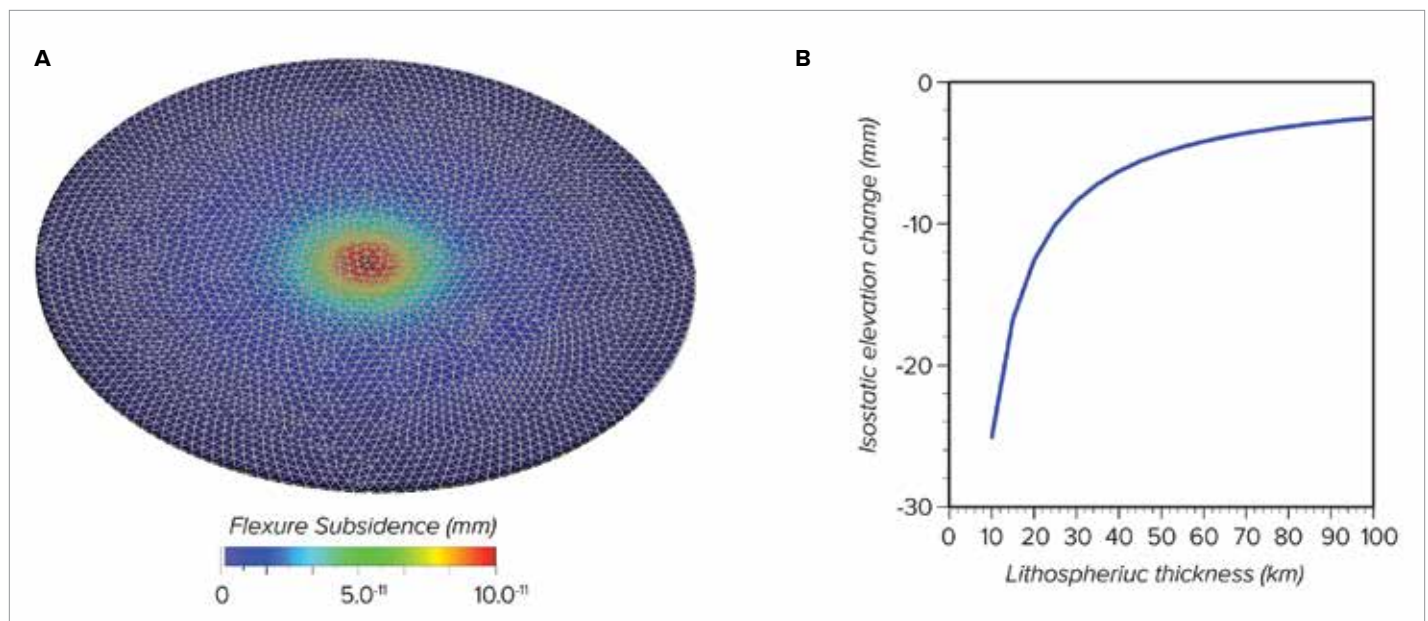 A
Flexure Subsidence (mm)
0 5.0⁻¹¹ 10.0⁻¹¹
B
Isostatic elevation change (mm)
0
-10
-20
-30
0 10 20 30 40 50 60 70 80 90 100
Lithospheriuc thickness (km)